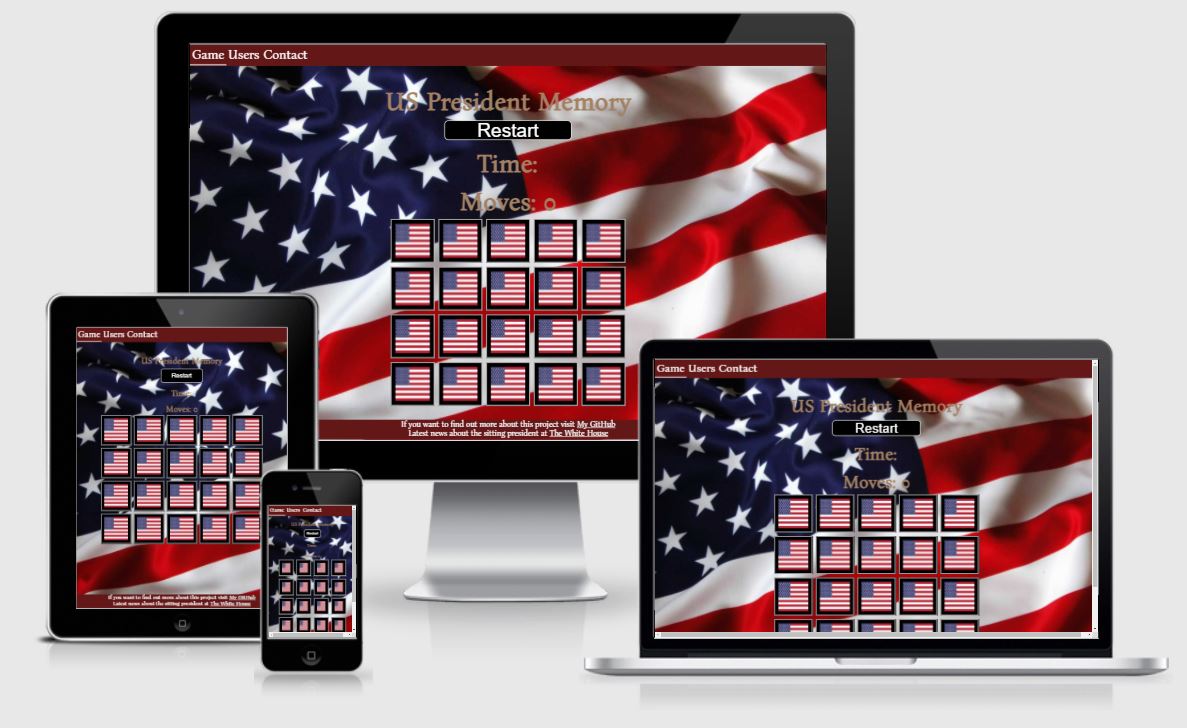 Game Users Contact
US President Memory
Restart
Time:
Moves: 0
If you want to find out more about this project visit My GitHub
Latest news about the sitting president at The White House
Game Users Contact
US President Memory
Restart
Time:
Moves: 0
If you want to find out more about this project visit My GitHub
Latest news about the sitting president at The White House
Game Users Contact
Restart
Game Users Contact
US President Memory
Restart
Time:
Moves: 0